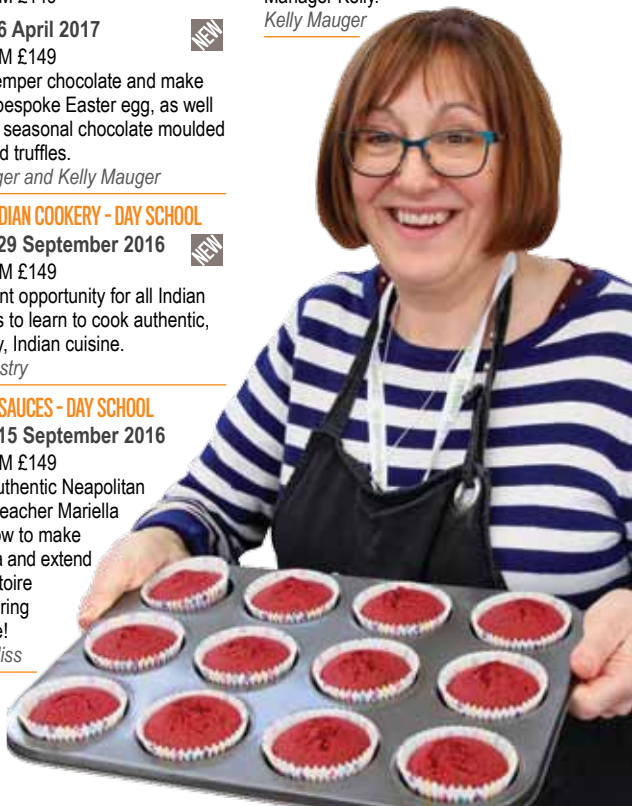 6 April 2017
NEW
M £149
emper chocolate and make
bespoke Easter egg, as well
seasonal chocolate moulded
d truffles.
ger and Kelly Mauger
DIAN COOKERY - DAY SCHOOL
29 September 2016
NEW
M £149
nt opportunity for all Indian
s to learn to cook authentic,
y, Indian cuisine.
stry
SAUCES - DAY SCHOOL
15 September 2016
M £149
uthentic Neapolitan
eacher Mariella
ow to make
a and extend
toire
ring
e!
liss
Manager Kelly.
Kelly Mauger